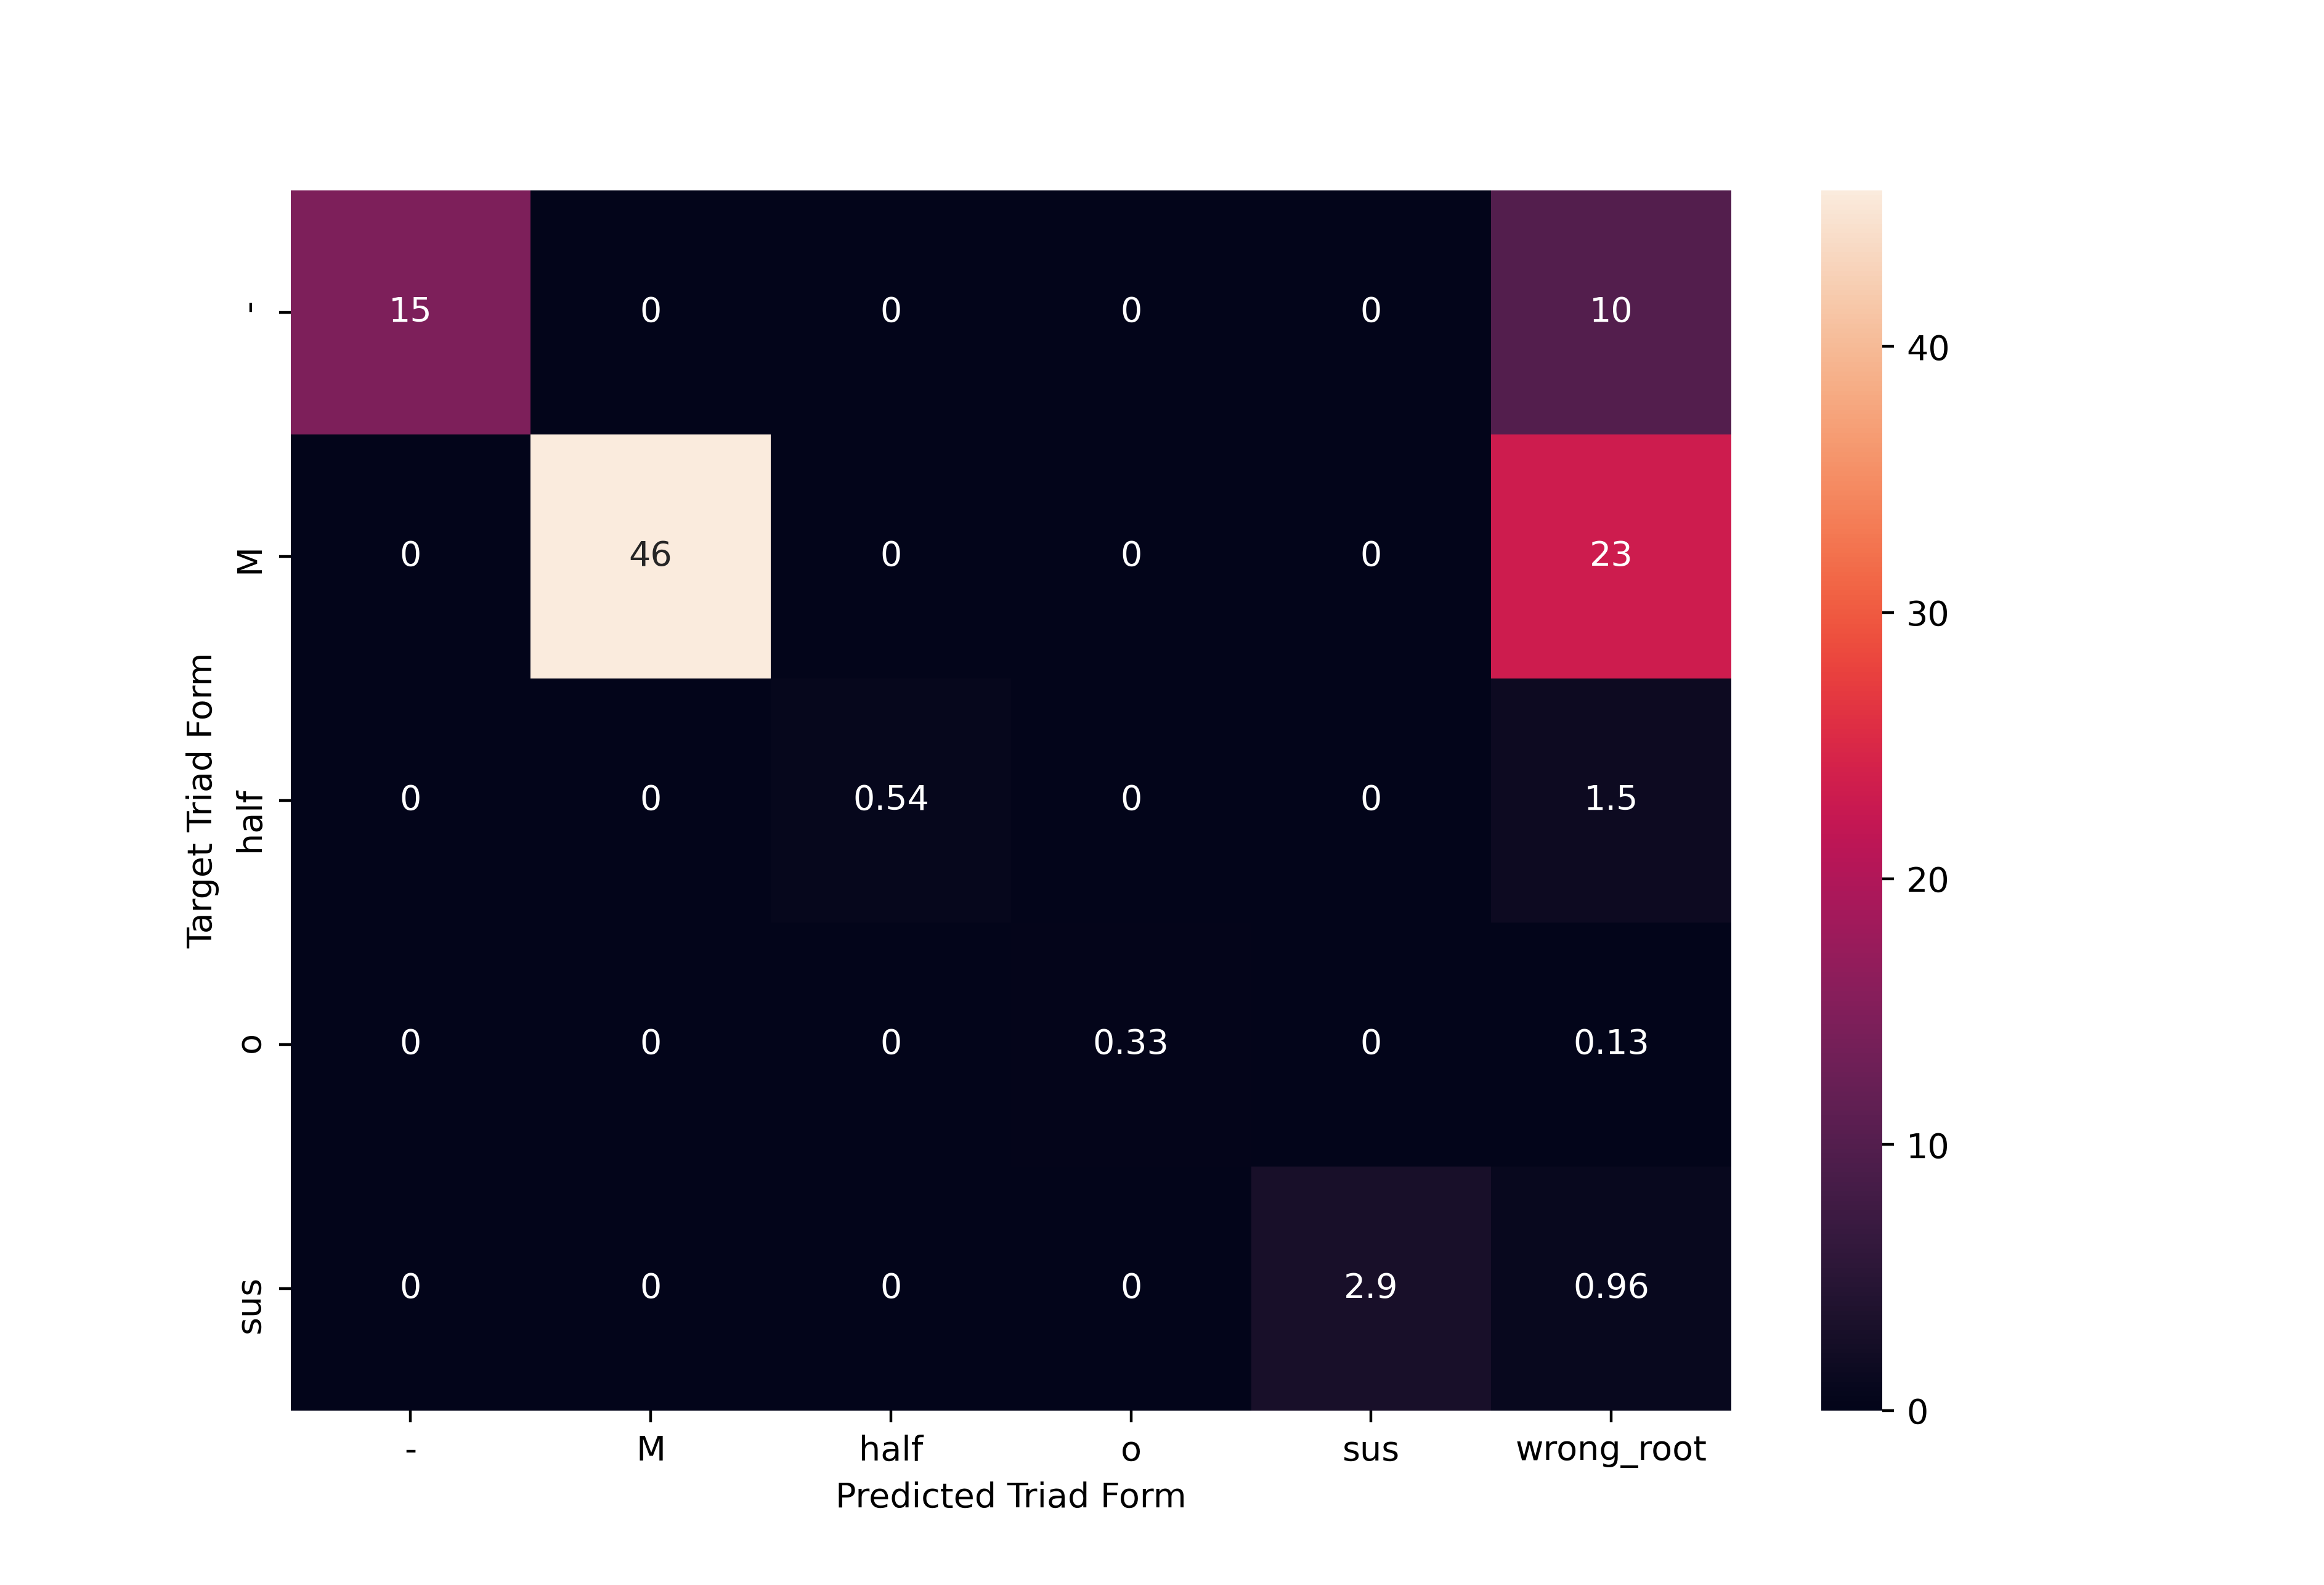 15 0 0 0 0 10
0 46 0 0 0 23
0 0 0.54 0 0 1.5
0 0 0 0.33 0 0.13
0 0 0 0 2.9 0.96
-
M
half
o
sus
Target Triad Form
- M half o sus wrong_root
Predicted Triad Form
40
30
20
10
0